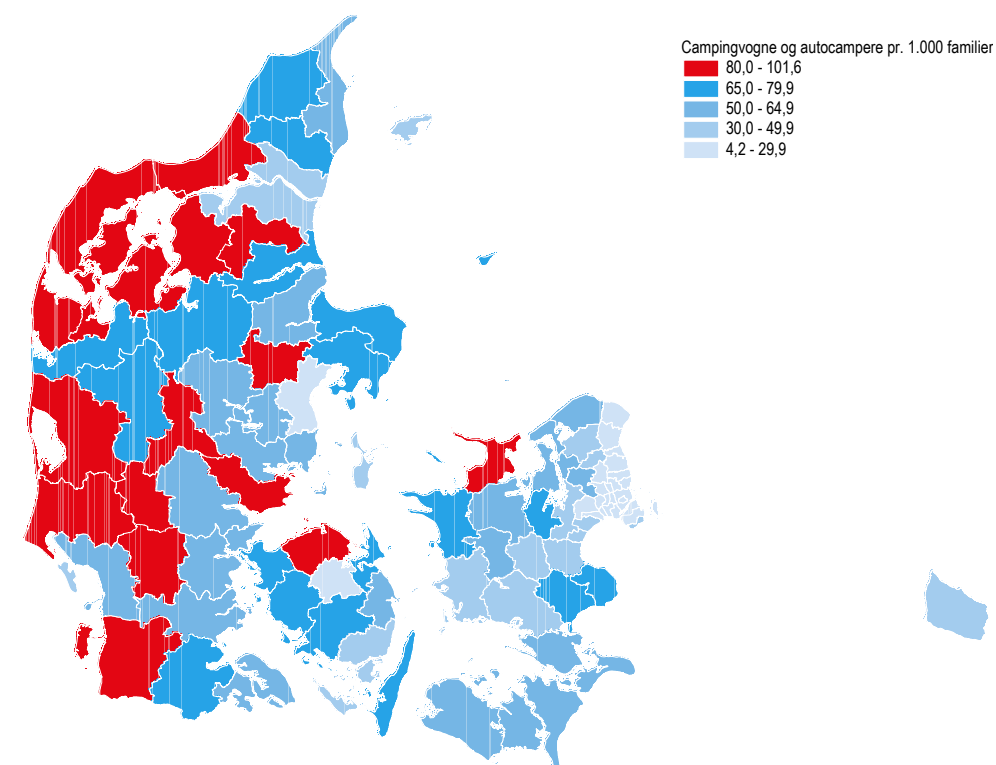 Campingvogne og autocampere pr. 1.000 familier
80,0 - 101,6
65,0 - 79,9
50,0 - 64,9
30,0 - 49,9
4,2 - 29,9